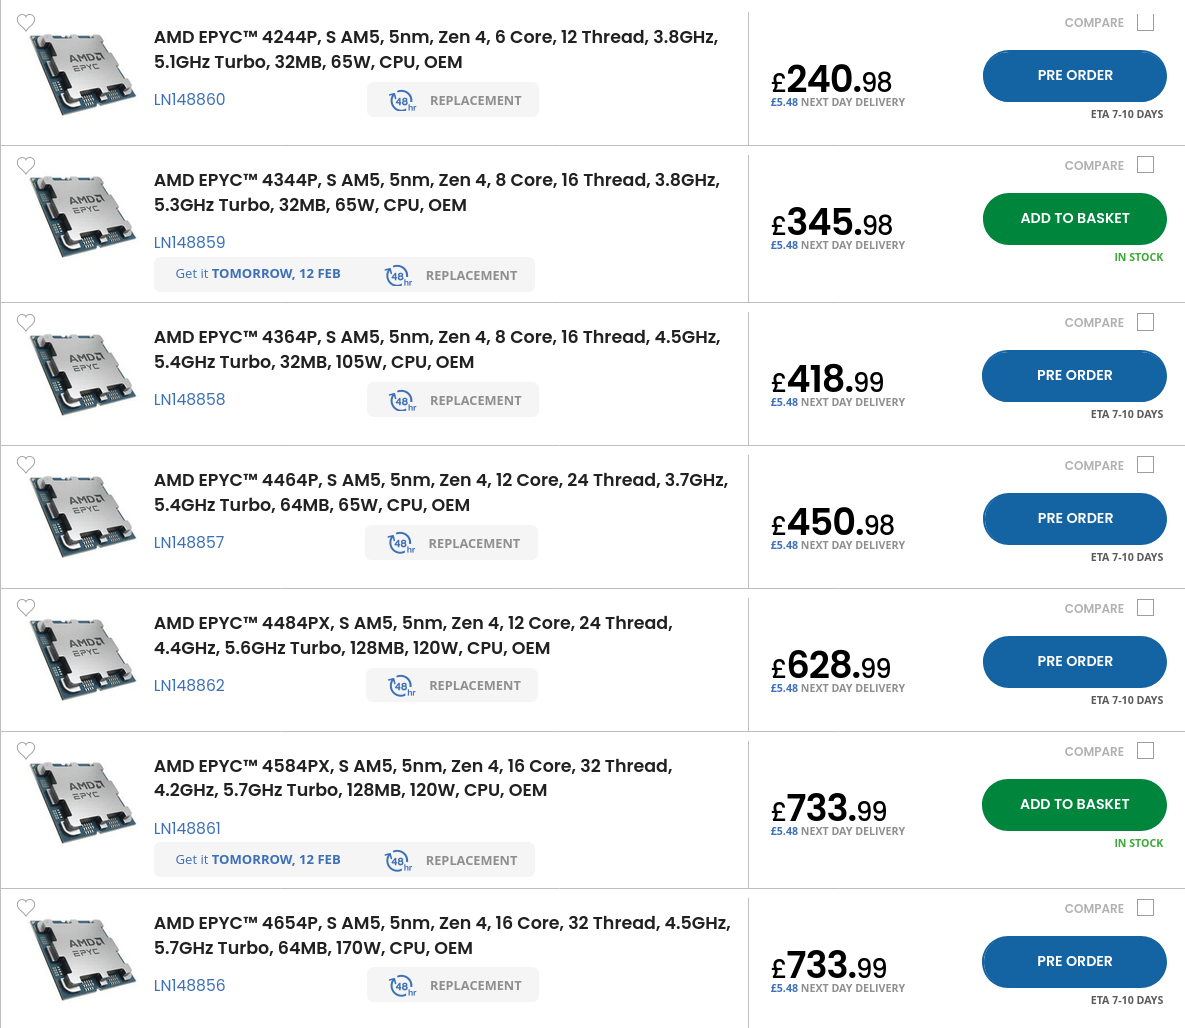 COMPARE
AMD EPYC™ 4244P, S AM5, 5nm, Zen 4, 6 Core, 12 Thread, 3.8GHz,
5.1GHz Turbo, 32MB, 65W, CPU, OEM
LN148860
48hr REPLACEMENT
£240.98
£5.48 NEXT DAY DELIVERY
PRE ORDER
ETA 7-10 DAYS
AMD EPYC
COMPARE
AMD EPYC™ 4344P, S AM5, 5nm, Zen 4, 8 Core, 16 Thread, 3.8GHz,
5.3GHz Turbo, 32MB, 65W, CPU, OEM
LN148859
Get it TOMORROW, 12 FEB 48hr REPLACEMENT
£345.98
£5.48 NEXT DAY DELIVERY
ADD TO BASKET
IN STOCK
AMD EPYC
COMPARE
AMD EPYC™ 4364P, S AM5, 5nm, Zen 4, 8 Core, 16 Thread, 4.5GHz,
5.4GHz Turbo, 32MB, 105W, CPU, OEM
LN148858
48hr REPLACEMENT
£418.99
£5.48 NEXT DAY DELIVERY
PRE ORDER
ETA 7-10 DAYS
AMD EPYC
COMPARE
AMD EPYC™ 4464P, S AM5, 5nm, Zen 4, 12 Core, 24 Thread, 3.7GHz,
5.4GHz Turbo, 64MB, 65W, CPU, OEM
LN148857
48hr REPLACEMENT
£450.98
£5.48 NEXT DAY DELIVERY
PRE ORDER
ETA 7-10 DAYS
AMD EPYC
COMPARE
AMD EPYC™ 4484PX, S AM5, 5nm, Zen 4, 12 Core, 24 Thread,
4.4GHz, 5.6GHz Turbo, 128MB, 120W, CPU, OEM
LN148862
48hr REPLACEMENT
£628.99
£5.48 NEXT DAY DELIVERY
PRE ORDER
ETA 7-10 DAYS
AMD EPYC
COMPARE
AMD EPYC™ 4584PX, S AM5, 5nm, Zen 4, 16 Core, 32 Thread,
4.2GHz, 5.7GHz Turbo, 128MB, 120W, CPU, OEM
LN148861
Get it TOMORROW, 12 FEB 48hr REPLACEMENT
£733.99
£5.48 NEXT DAY DELIVERY
ADD TO BASKET
IN STOCK
AMD EPYC
COMPARE
AMD EPYC™ 4654P, S AM5, 5nm, Zen 4, 16 Core, 32 Thread, 4.5GHz,
5.7GHz Turbo, 64MB, 170W, CPU, OEM
LN148856
48hr REPLACEMENT
£733.99
£5.48 NEXT DAY DELIVERY
PRE ORDER
ETA 7-10 DAYS
AMD EPYC